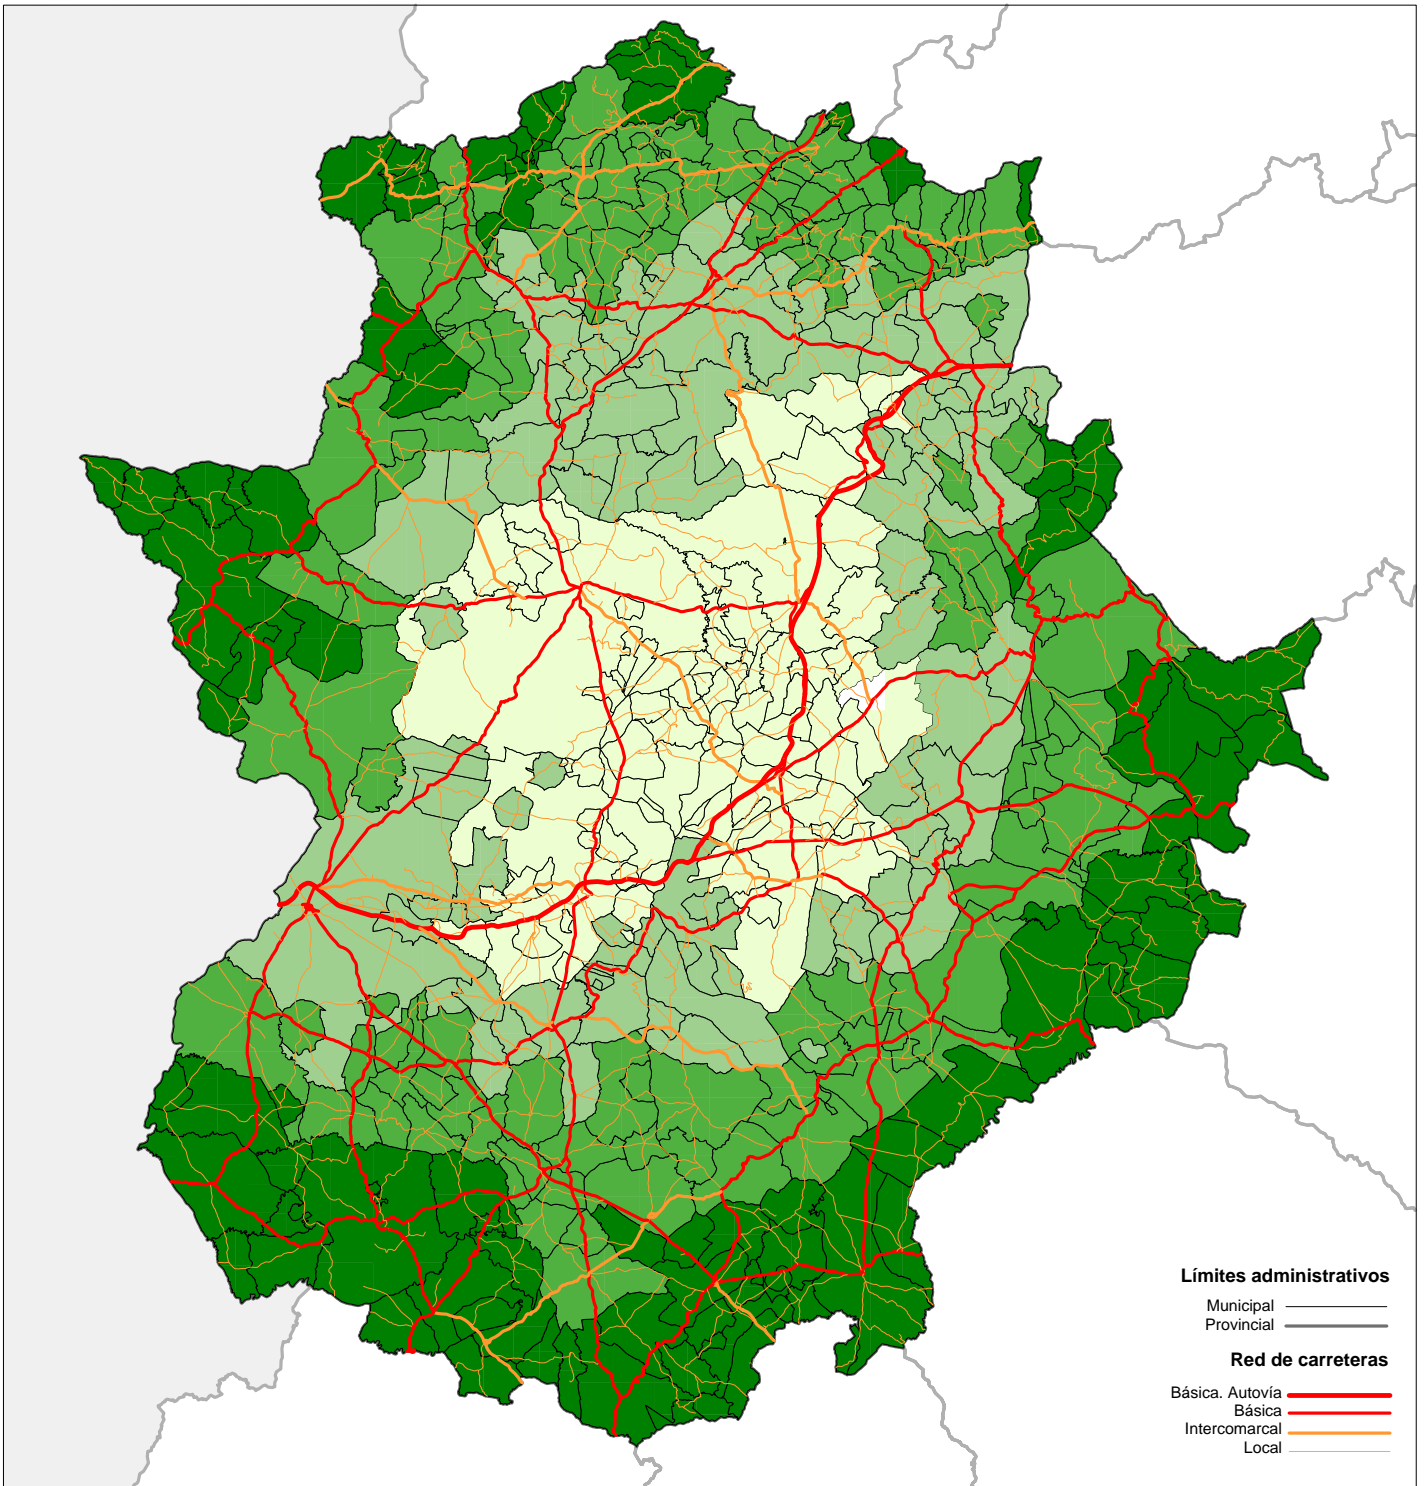 Límites administrativos
Municipal
Provincial
Red de carreteras
Básica. Autovía
Básica
Intercomarcal
Local